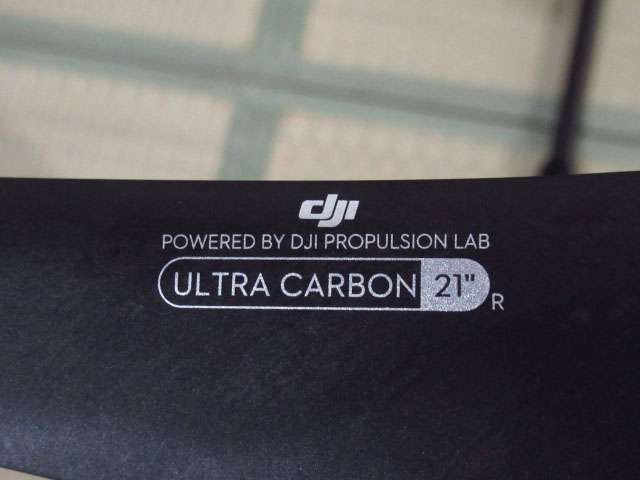 dji
POWERED BY DJI PROPULSION LAB
ULTRA CARBON 21" R